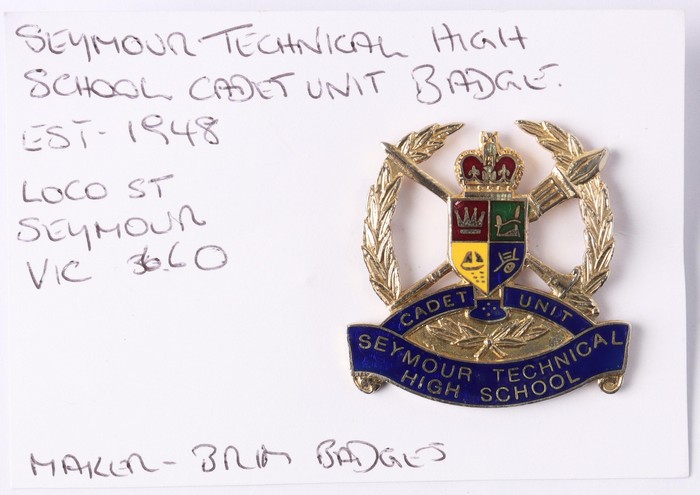 SEYMOUR TECHNICAL HIGH
SCHOOL CADET UNIT BADGE.
EST- 1948
LOCO ST
SEYMOUR
VIC 3660
CADET UNIT
SEYMOUR TECHNICAL
HIGH SCHOOL
MAKER - BRIM BADGES